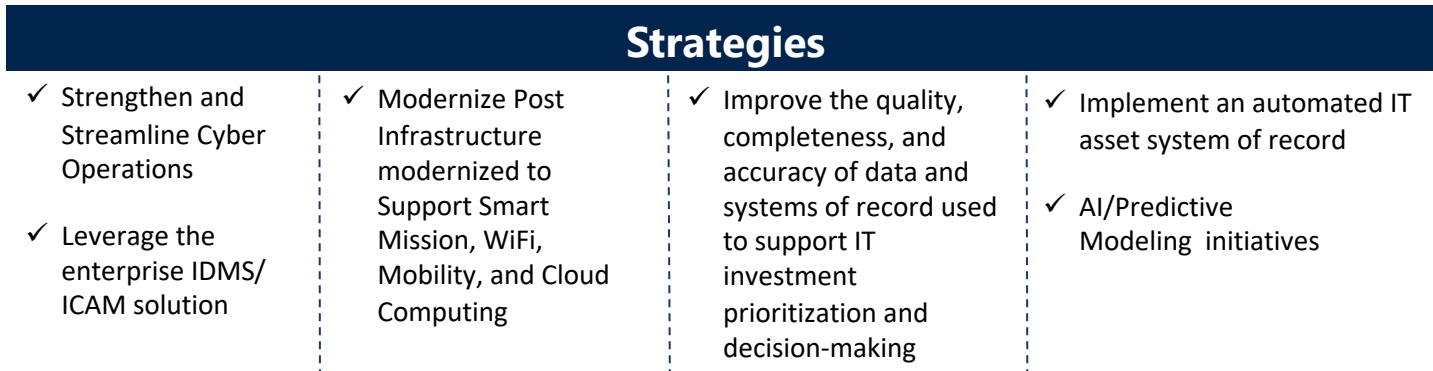 Strategies
✓ Strengthen and
Streamline Cyber
Operations
✓ Leverage the
enterprise IDMS/
ICAM solution
✓ Modernize Post
Infrastructure
modernized to
Support Smart
Mission, WiFi,
Mobility, and Cloud
Computing
✓ Improve the quality,
completeness, and
accuracy of data and
systems of record used
to support IT
investment
prioritization and
decision-making
✓ Implement an automated IT
asset system of record
✓ AI/Predictive
Modeling initiatives